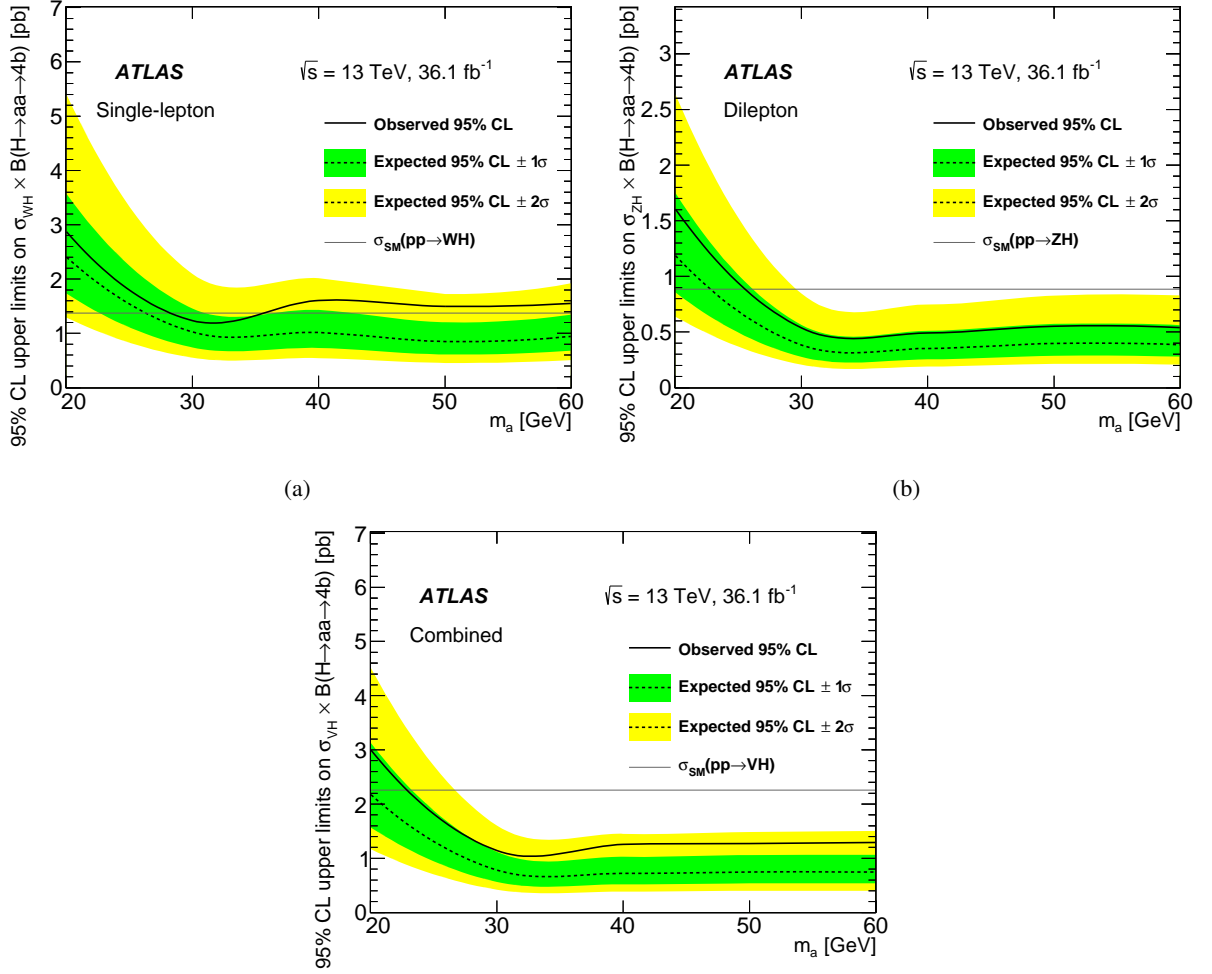 95% CL upper limits on σ_WH × B(H→aa→4b) [pb]
7
6
5
4
3
2
1
0
ATLAS
√s = 13 TeV, 36.1 fb⁻¹
Single-lepton
Observed 95% CL
Expected 95% CL ± 1σ
Expected 95% CL ± 2σ
σ_SM(pp→WH)
20 30 40 50 60
m_a [GeV]
(a)
95% CL upper limits on σ_ZH × B(H→aa→4b) [pb]
3
2.5
2
1.5
1
0.5
0
ATLAS
√s = 13 TeV, 36.1 fb⁻¹
Dilepton
Observed 95% CL
Expected 95% CL ± 1σ
Expected 95% CL ± 2σ
σ_SM(pp→ZH)
20 30 40 50 60
m_a [GeV]
(b)
95% CL upper limits on σ_VH × B(H→aa→4b) [pb]
7
6
5
4
3
2
1
0
ATLAS
√s = 13 TeV, 36.1 fb⁻¹
Combined
Observed 95% CL
Expected 95% CL ± 1σ
Expected 95% CL ± 2σ
σ_SM(pp→VH)
20 30 40 50 60
m_a [GeV]